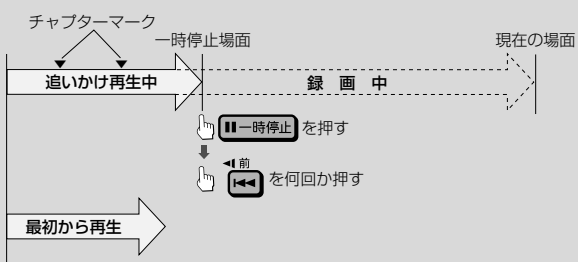 チャプターマーク
一時停止場面
現在の場面
追いかけ再生中
録画中
一時停止 を押す
前
を何回か押す
最初から再生